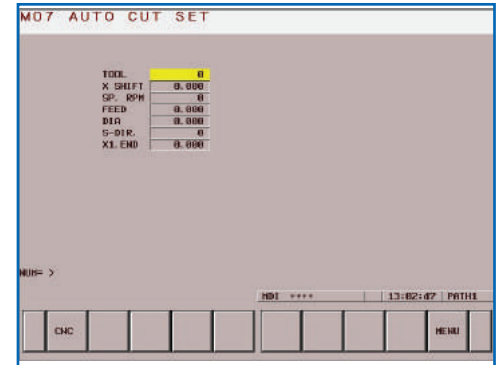 M07 AUTO CUT SET
TOOL 0
X SHIFT 0.000
SP. RPM 0
FEED 0.000
DIA 0.000
S-DIR. 0
X1.END 0.000
NUM= >
MDI **** 13:02:47 PATH1
CNC MENU